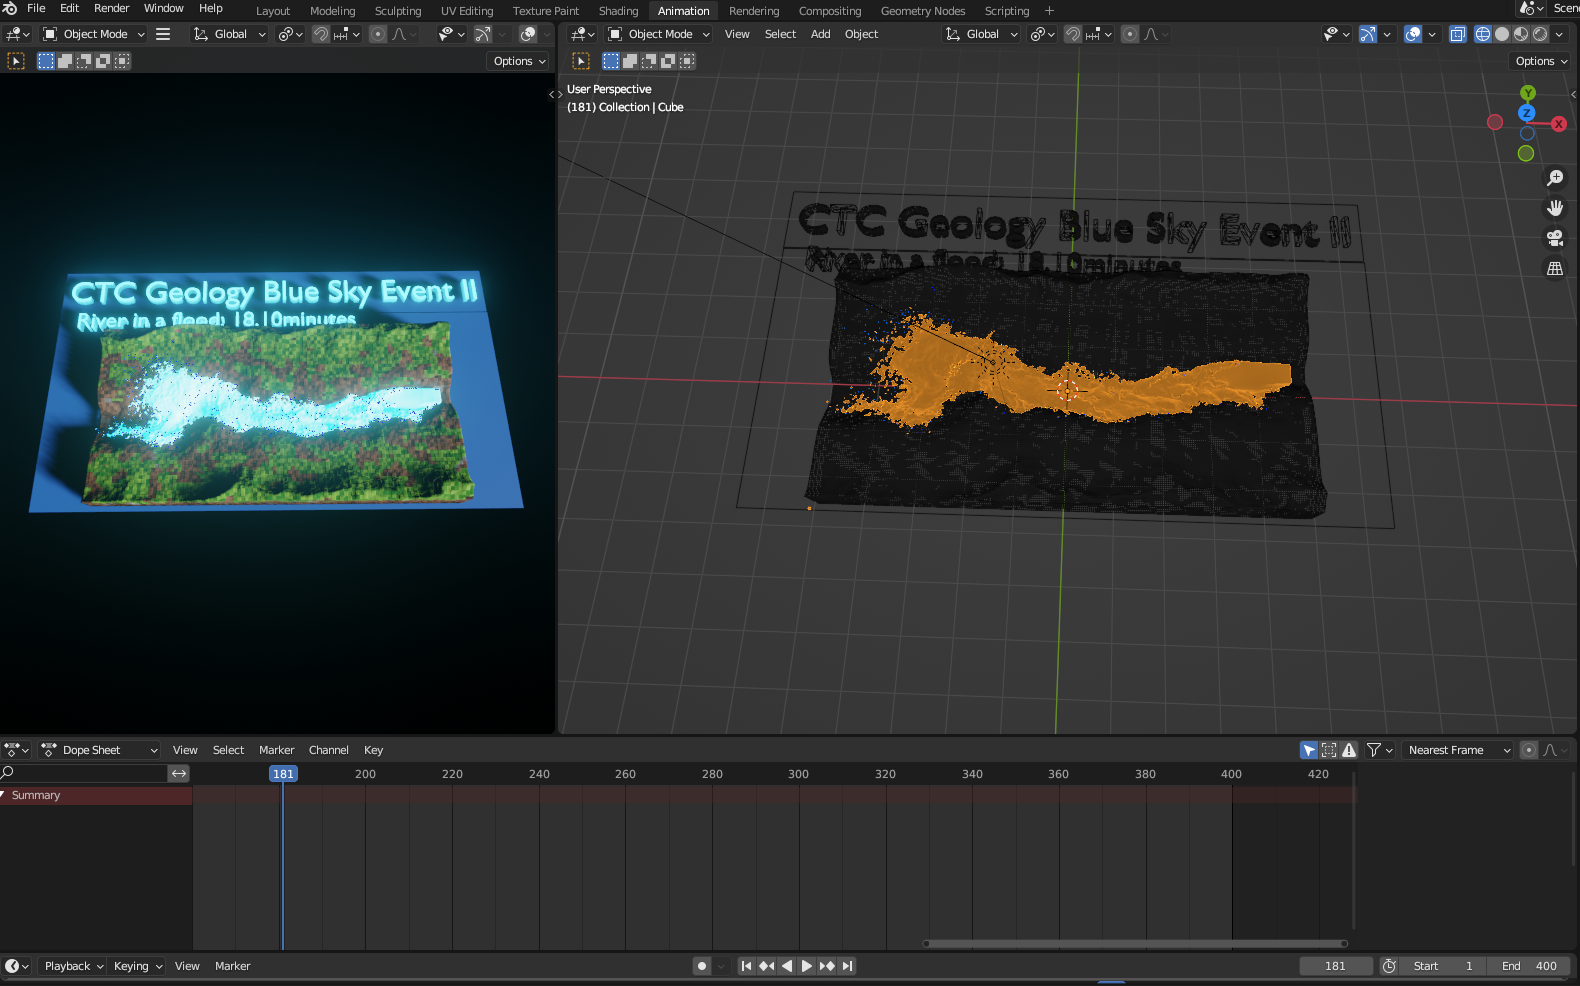 File Edit Render Window Help Layout Modeling Sculpting UV Editing Texture Paint Shading Animation Rendering Compositing Geometry Nodes Scripting + Scen
Object Mode Global
Object Mode View Select Add Object Global
Options
Options
User Perspective
(181) Collection | Cube
Y
Z
X
CTC Geology Blue Sky Event II
River in a flood; 18.10minutes
CTC Geology Blue Sky Event II
River in a flood; 18.10minutes
Dope Sheet View Select Marker Channel Key Nearest Frame
181 200 220 240 260 280 300 320 340 360 380 400 420
Summary
Playback Keying View Marker 181 Start 1 End 400